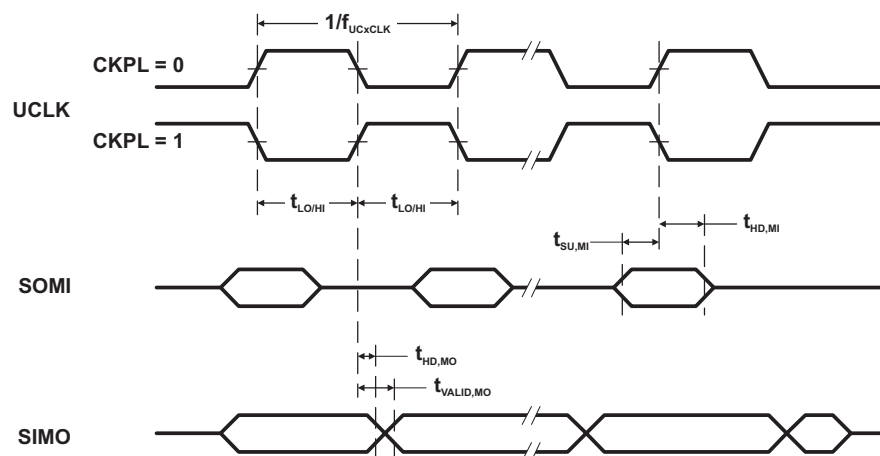 1/fUCxCLK
CKPL = 0
UCLK
CKPL = 1
tLO/HI
tLO/HI
tSU,MI
tHD,MI
SOMI
tHD,MO
tVALID,MO
SIMO